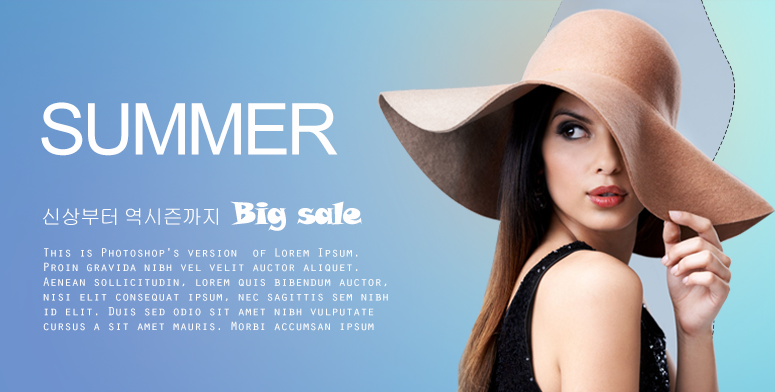 SUMMER
신상부터 역시즌까지 Big sale
This is Photoshop's version of Lorem Ipsum.
Proin gravida nibh vel velit auctor aliquet.
Aenean sollicitudin, lorem quis bibendum auctor,
nisi elit consequat ipsum, nec sagittis sem nibh
id elit. Duis sed odio sit amet nibh vulputate
cursus a sit amet mauris. Morbi accumsan ipsum